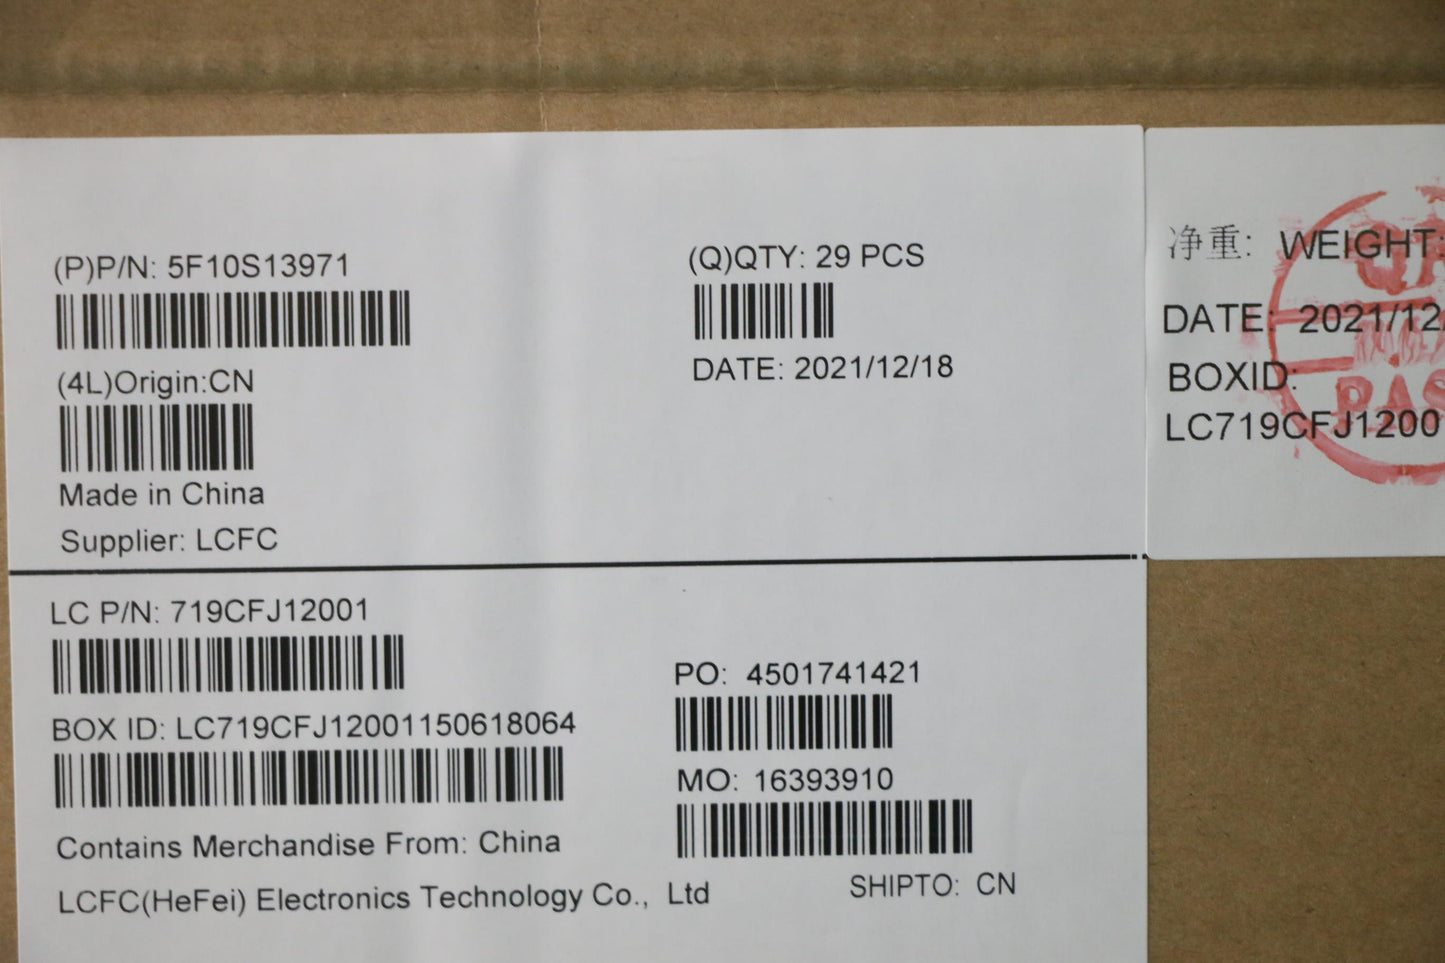 (P)P/N: 5F10S13971
(Q)QTY: 29 PCS
DATE: 2021/12/18
(4L)Origin:CN
Made in China
Supplier: LCFC
LC P/N: 719CFJ12001
PO: 4501741421
BOX ID: LC719CFJ12001150618064
MO: 16393910
Contains Merchandise From: China
SHIPTO: CN
LCFC(HeFei) Electronics Technology Co., Ltd
净重: WEIGHT:
DATE: 2021/12
BOXID:
LC719CFJ1200